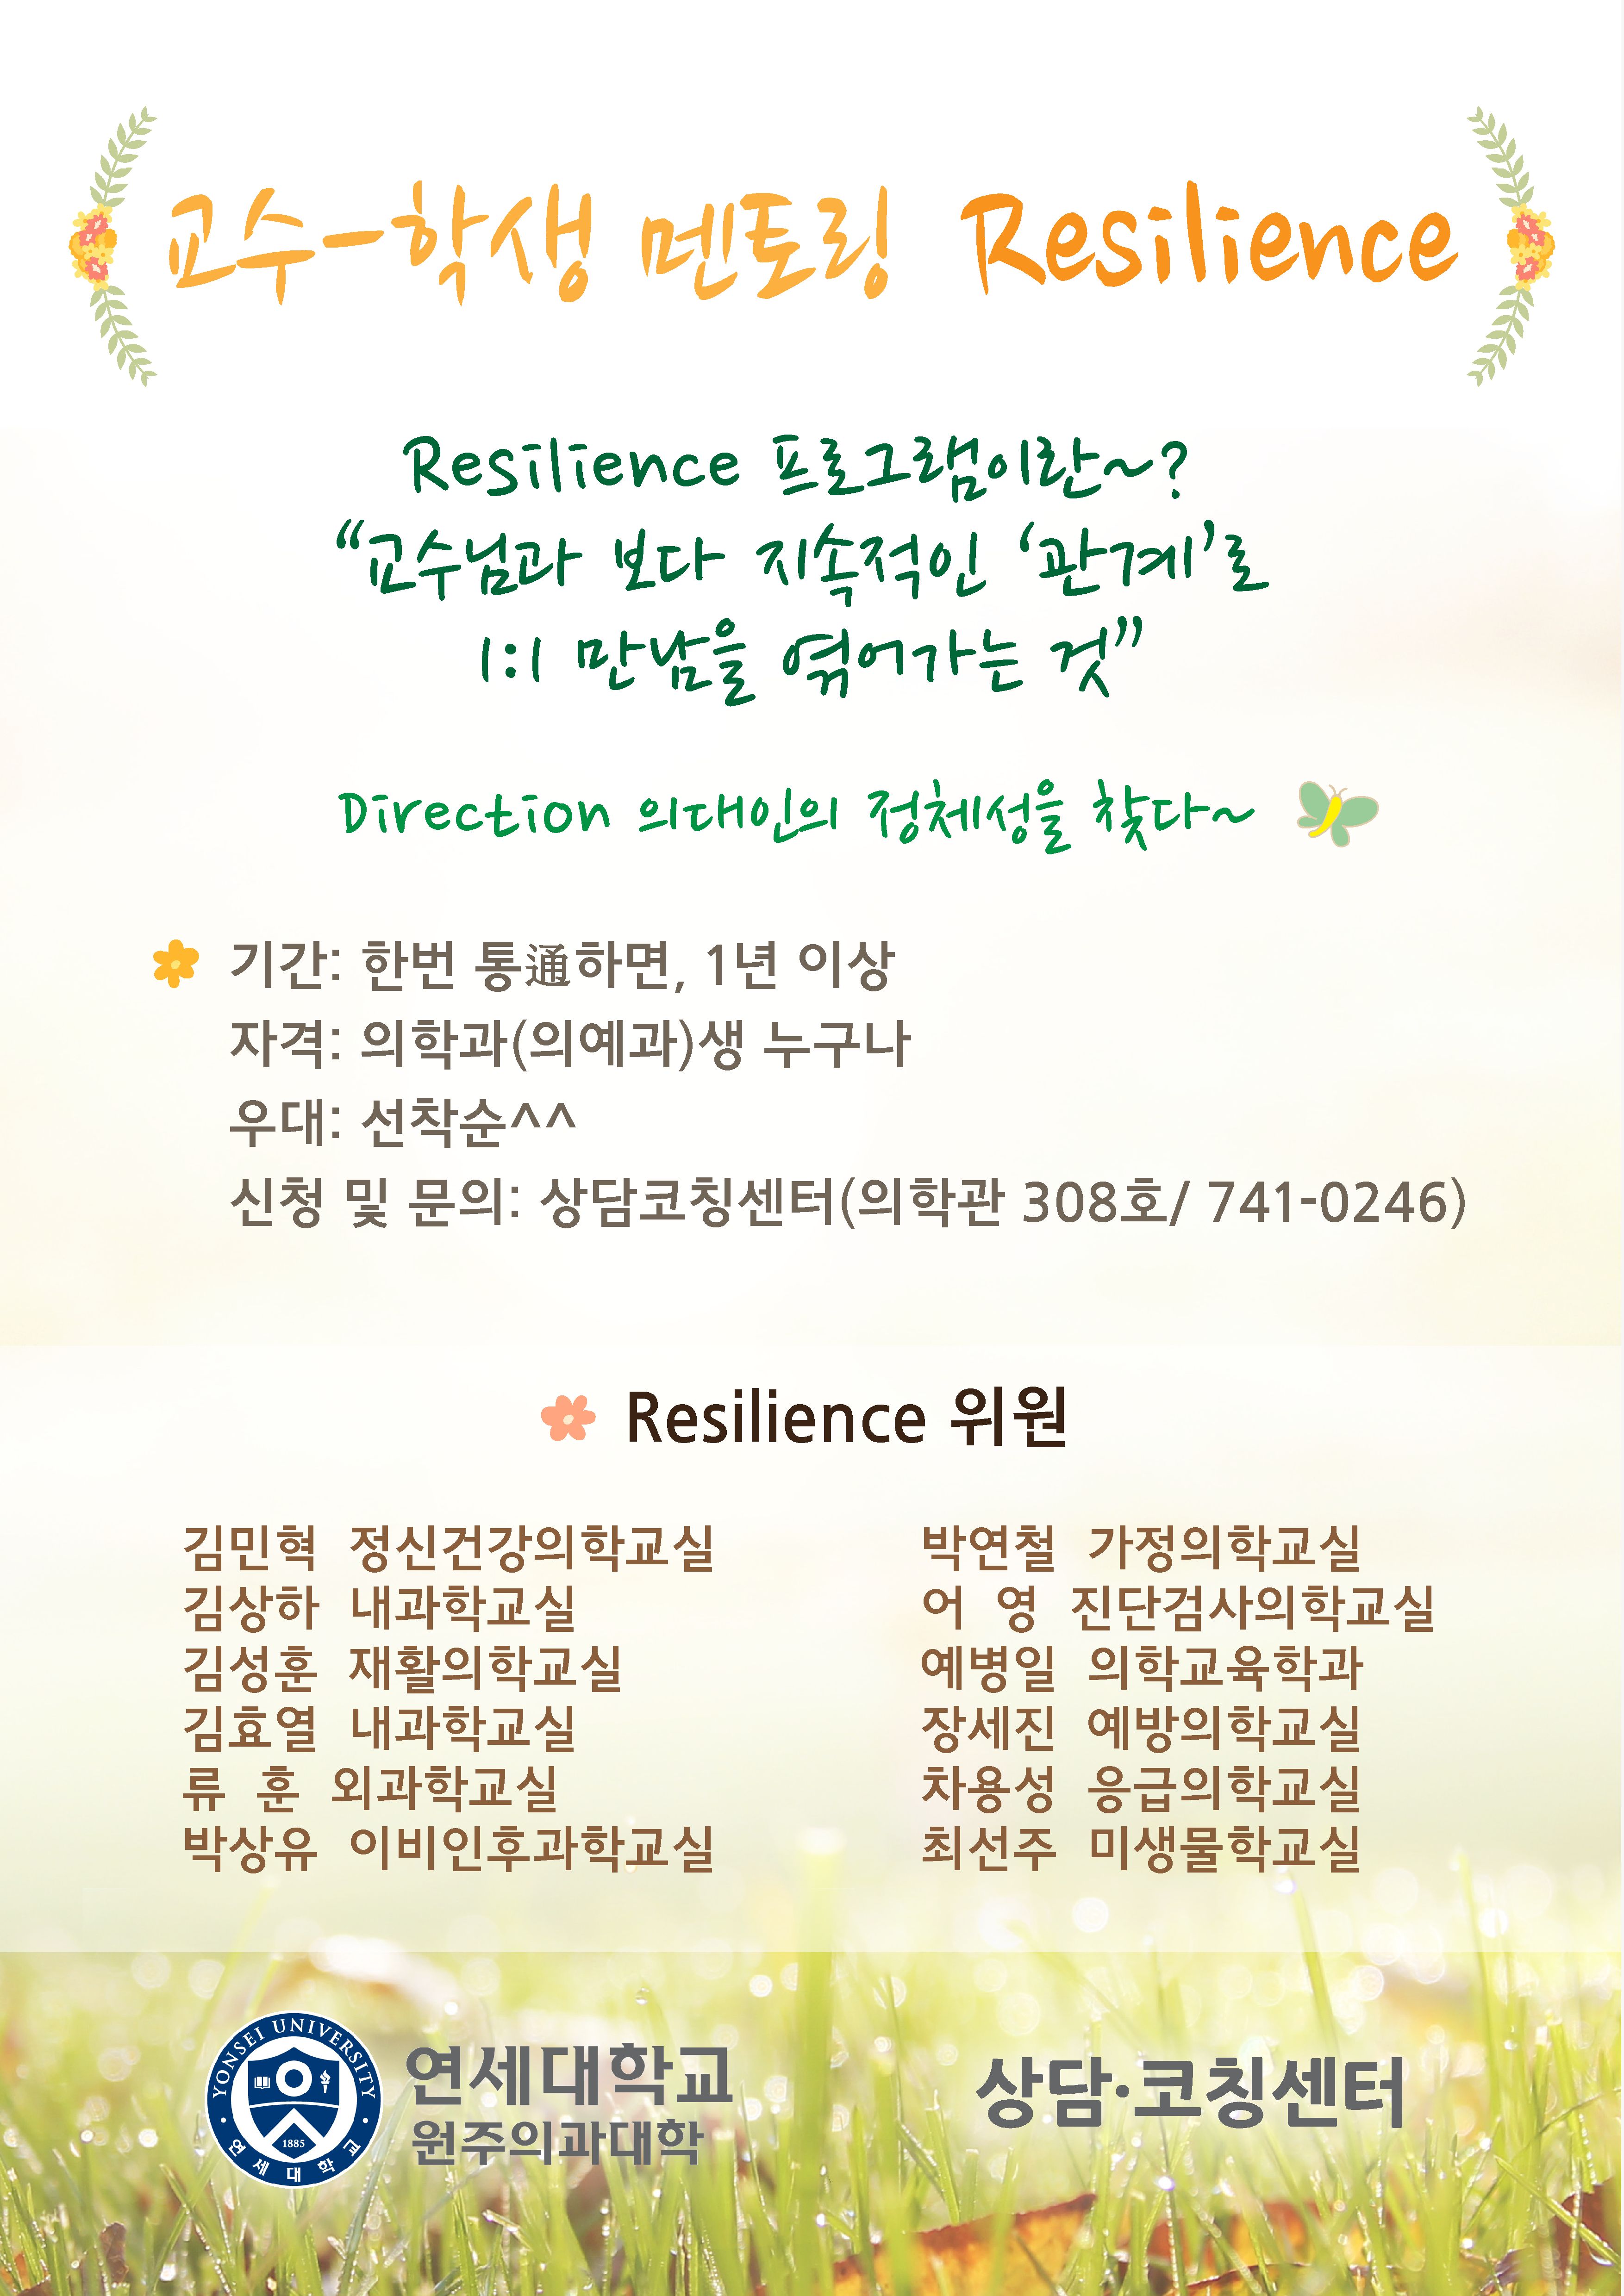 교수-학생 멘토링 Resilience
Resilience 프로그램이란~?
“교수님과 보다 지속적인 ‘관계’로
1:1 만남을 엮어가는 것”
Direction 의대인의 정체성을 찾다~
기간: 한번 통通하면, 1년 이상
자격: 의학과(의예과)생 누구나
우대: 선착순^^
신청 및 문의: 상담코칭센터(의학관 308호/ 741-0246)
Resilience 위원
김민혁 정신건강의학교실
김상하 내과학교실
김성훈 재활의학교실
김효열 내과학교실
류 훈 외과학교실
박상유 이비인후과학교실
박연철 가정의학교실
어 영 진단검사의학교실
예병일 의학교육학과
장세진 예방의학교실
차용성 응급의학교실
최선주 미생물학교실
YONSEI UNIVERSITY
1885
연세대학교
연세대학교
원주의과대학
상담·코칭센터